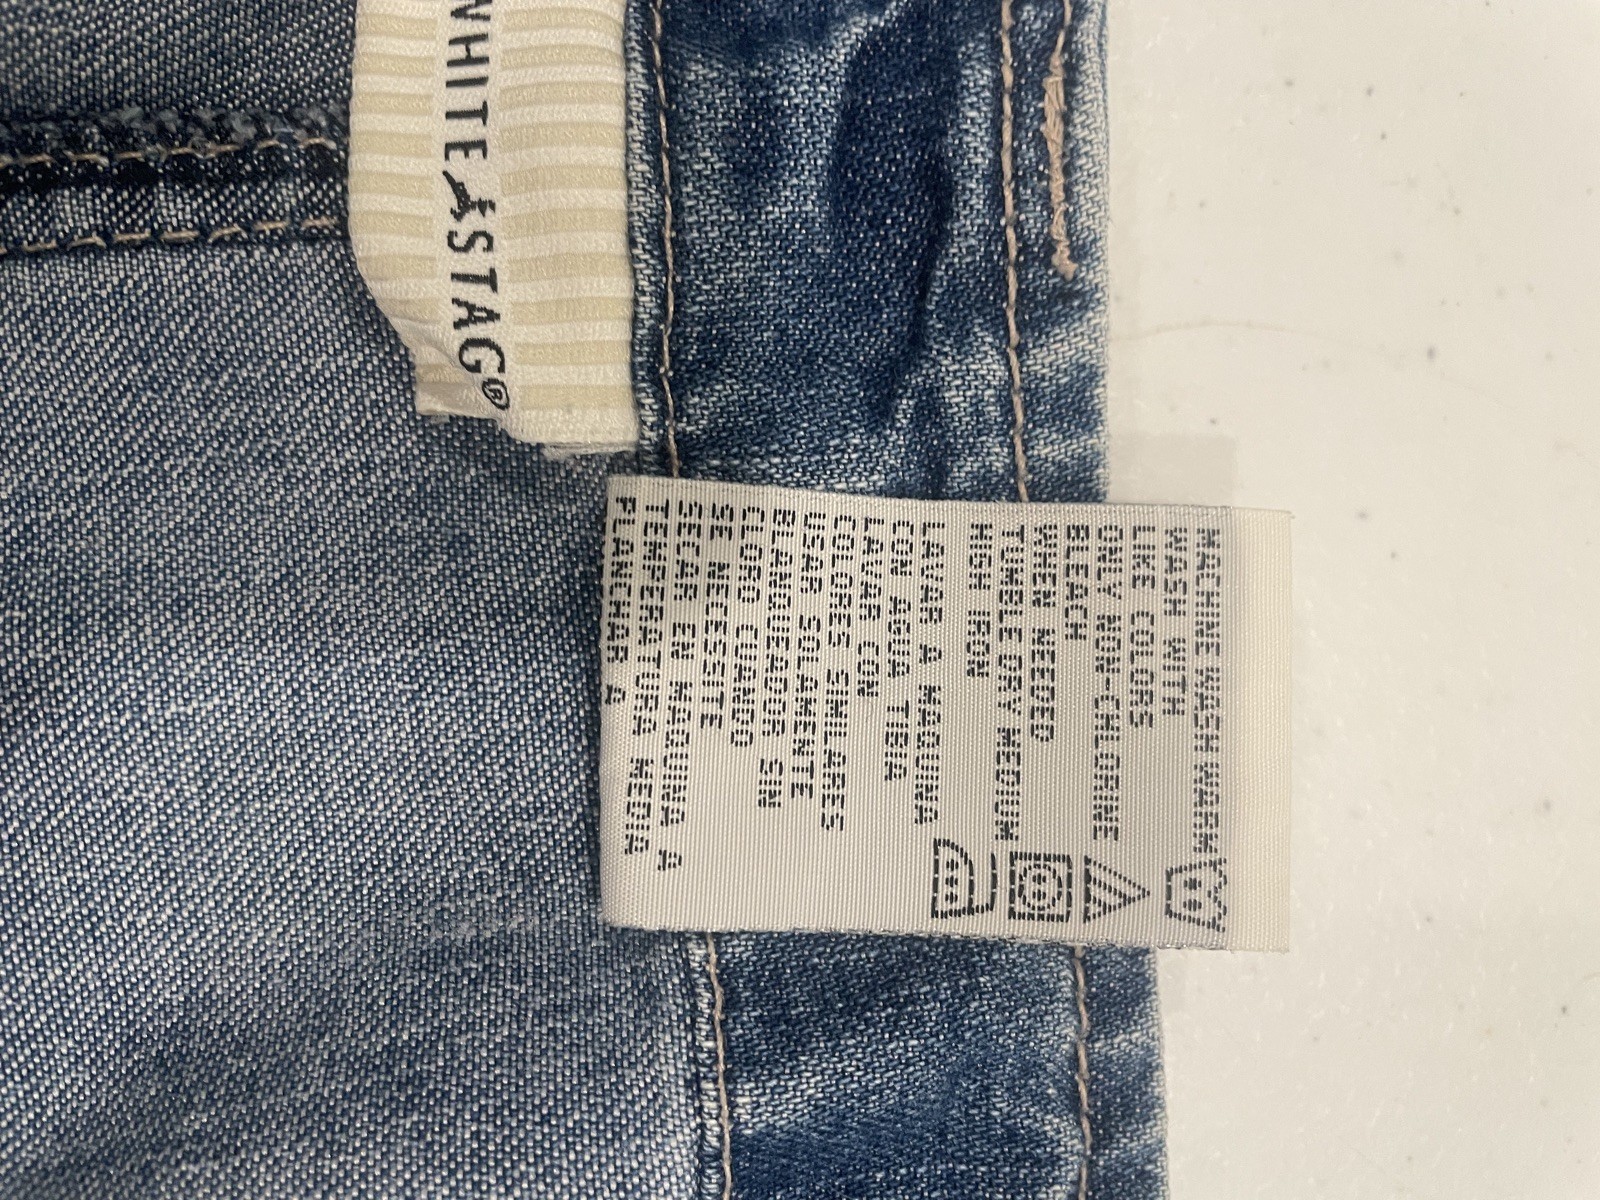 WHITE STAG®
MACHINE WASH WARM
WASH WITH
LIKE COLORS
ONLY NON-CHLORINE
BLEACH
WHEN NEEDED
TUMBLE DRY MEDIUM
HIGH IRON
LAVAR A MAQUINA
CON AGUA TIBIA
LAVAR CON
COLORES SIMILARES
USAR SOLAMENTE
BLANQUEADOR SIN
CLORO CUANDO
SE NECESSITE
SECAR EN MAQUINA A
TEMPERATURA MEDIA
PLANCHAR A